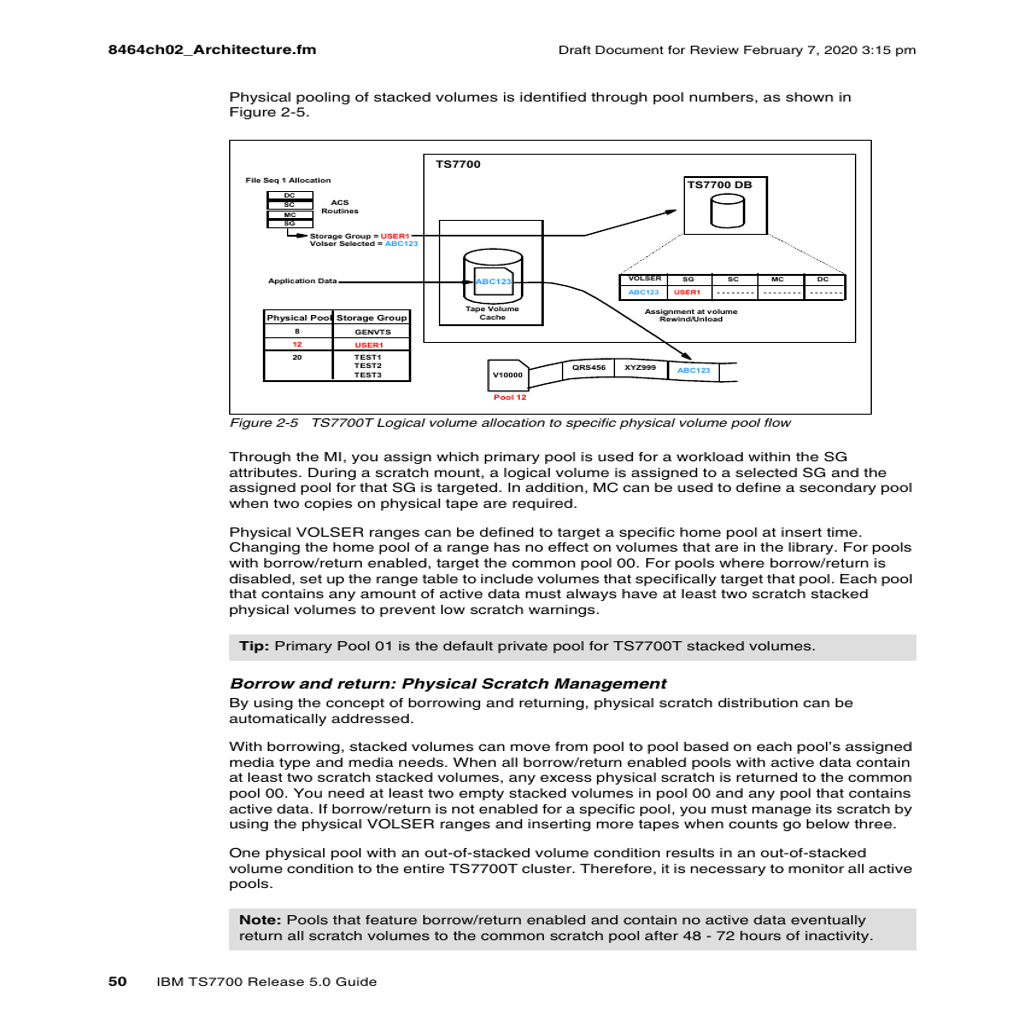 8464ch02_Architecture.fm
Draft Document for Review February 7, 2020 3:15 pm
Physical pooling of stacked volumes is identified through pool numbers, as shown in
Figure 2-5.
TS7700
File Seq 1 Allocation
DC
SC
MC
SG
ACS
Routines
Storage Group = USER1
Volser Selected = ABC123
TS7700 DB
Application Data
ABC123
Tape Volume
Cache
VOLSER SG SC MC DC
ABC123 USER1 - - - - - - - - - - - - - - - - - - - - - - -
Assignment at volume
Rewind/Unload
Physical Pool Storage Group
8 GENVTS
12 USER1
20 TEST1
TEST2
TEST3
V10000
QRS456 XYZ999 ABC123
Pool 12
Figure 2-5 TS7700T Logical volume allocation to specific physical volume pool flow
Through the MI, you assign which primary pool is used for a workload within the SG
attributes. During a scratch mount, a logical volume is assigned to a selected SG and the
assigned pool for that SG is targeted. In addition, MC can be used to define a secondary pool
when two copies on physical tape are required.
Physical VOLSER ranges can be defined to target a specific home pool at insert time.
Changing the home pool of a range has no effect on volumes that are in the library. For pools
with borrow/return enabled, target the common pool 00. For pools where borrow/return is
disabled, set up the range table to include volumes that specifically target that pool. Each pool
that contains any amount of active data must always have at least two scratch stacked
physical volumes to prevent low scratch warnings.
Tip: Primary Pool 01 is the default private pool for TS7700T stacked volumes.
Borrow and return: Physical Scratch Management
By using the concept of borrowing and returning, physical scratch distribution can be
automatically addressed.
With borrowing, stacked volumes can move from pool to pool based on each pool's assigned
media type and media needs. When all borrow/return enabled pools with active data contain
at least two scratch stacked volumes, any excess physical scratch is returned to the common
pool 00. You need at least two empty stacked volumes in pool 00 and any pool that contains
active data. If borrow/return is not enabled for a specific pool, you must manage its scratch by
using the physical VOLSER ranges and inserting more tapes when counts go below three.
One physical pool with an out-of-stacked volume condition results in an out-of-stacked
volume condition to the entire TS7700T cluster. Therefore, it is necessary to monitor all active
pools.
Note: Pools that feature borrow/return enabled and contain no active data eventually
return all scratch volumes to the common scratch pool after 48 - 72 hours of inactivity.
50 IBM TS7700 Release 5.0 Guide